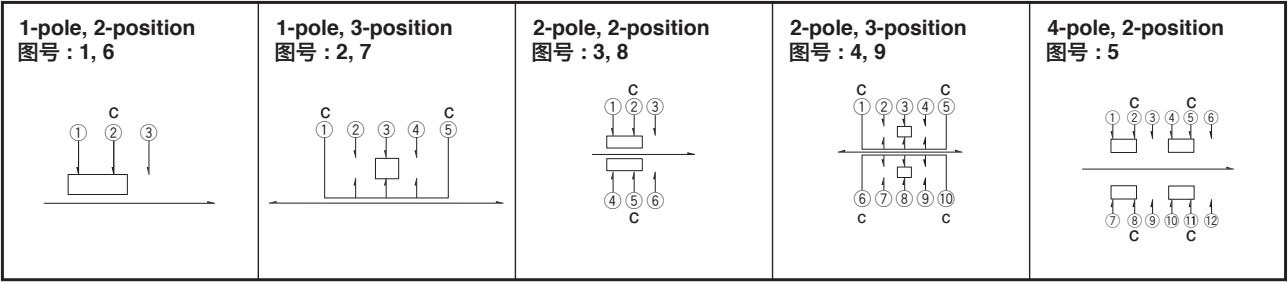 1-pole, 2-position
图号 : 1, 6
C
① ② ③
1-pole, 3-position
图号 : 2, 7
C C
① ② ③ ④ ⑤
2-pole, 2-position
图号 : 3, 8
C
① ② ③
④ ⑤ ⑥
C
2-pole, 3-position
图号 : 4, 9
C C
① ② ③ ④ ⑤
⑥ ⑦ ⑧ ⑨ ⑩
C C
4-pole, 2-position
图号 : 5
C C
① ② ③ ④ ⑤ ⑥
⑦ ⑧ ⑨ ⑩ ⑪ ⑫
C C